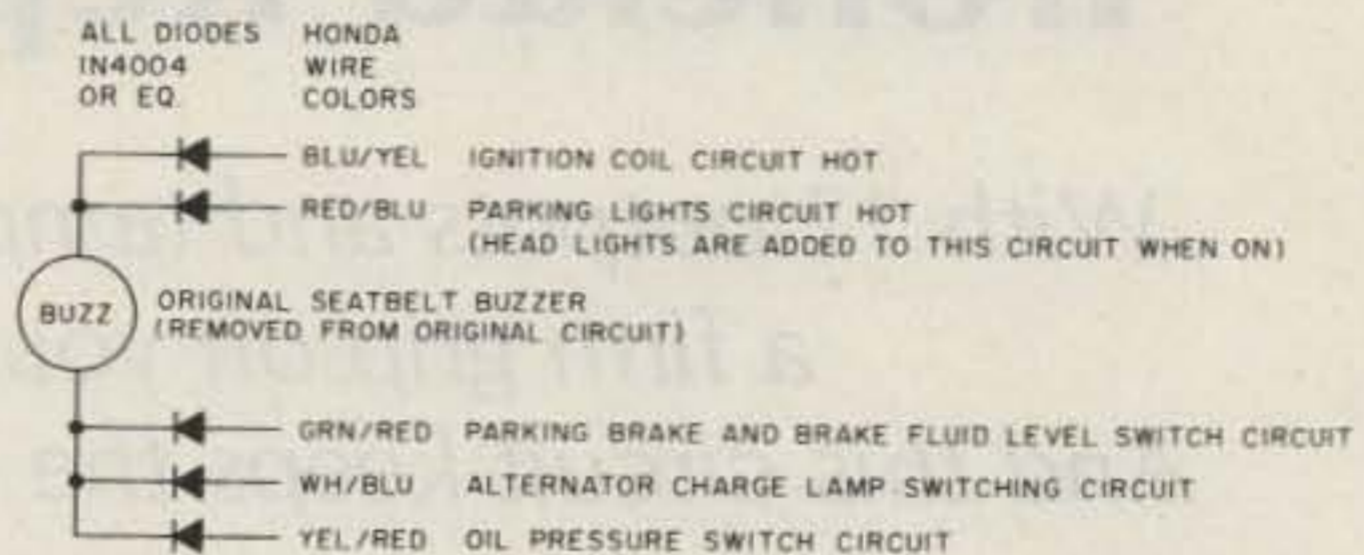 ALL DIODES HONDA
IN4004 WIRE
OR EQ. COLORS
BLU/YEL IGNITION COIL CIRCUIT HOT
RED/BLU PARKING LIGHTS CIRCUIT HOT
(HEAD LIGHTS ARE ADDED TO THIS CIRCUIT WHEN ON)
BUZZ ORIGINAL SEATBELT BUZZER
(REMOVED FROM ORIGINAL CIRCUIT)
GRN/RED PARKING BRAKE AND BRAKE FLUID LEVEL SWITCH CIRCUIT
WH/BLU ALTERNATOR CHARGE LAMP SWITCHING CIRCUIT
YEL/RED OIL PRESSURE SWITCH CIRCUIT